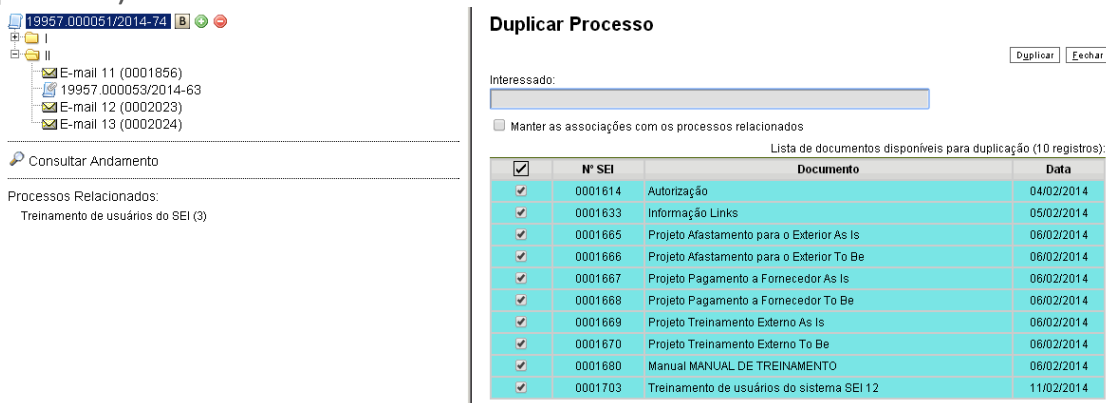 19957.000051/2014-74 B
I
II
E-mail 11 (0001856)
19957.000053/2014-63
E-mail 12 (0002023)
E-mail 13 (0002024)
Consultar Andamento
Processos Relacionados:
Treinamento de usuários do SEI (3)
Duplicar Processo
Duplicar Fechar
Interessado:
Manter as associações com os processos relacionados
Lista de documentos disponíveis para duplicação (10 registros):
Nº SEI Documento Data
0001614 Autorização 04/02/2014
0001633 Informação Links 05/02/2014
0001665 Projeto Afastamento para o Exterior As Is 06/02/2014
0001666 Projeto Afastamento para o Exterior To Be 06/02/2014
0001667 Projeto Pagamento a Fornecedor As Is 06/02/2014
0001668 Projeto Pagamento a Fornecedor To Be 06/02/2014
0001669 Projeto Treinamento Externo As Is 06/02/2014
0001670 Projeto Treinamento Externo To Be 06/02/2014
0001680 Manual MANUAL DE TREINAMENTO 06/02/2014
0001703 Treinamento de usuários do sistema SEI 12 11/02/2014